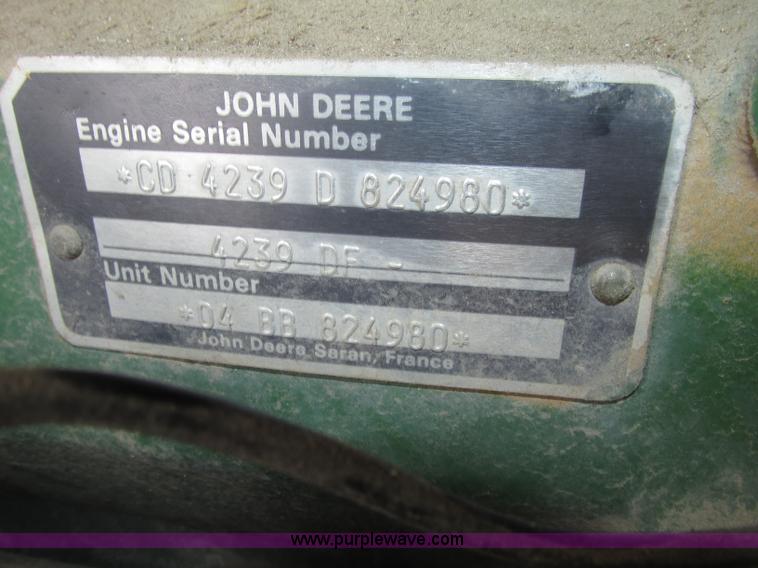 JOHN DEERE
Engine Serial Number
*CD 4239 D 824980*
4239 DF -
Unit Number
*04 BB 824980*
John Deere Saran, France
www.purplewave.com